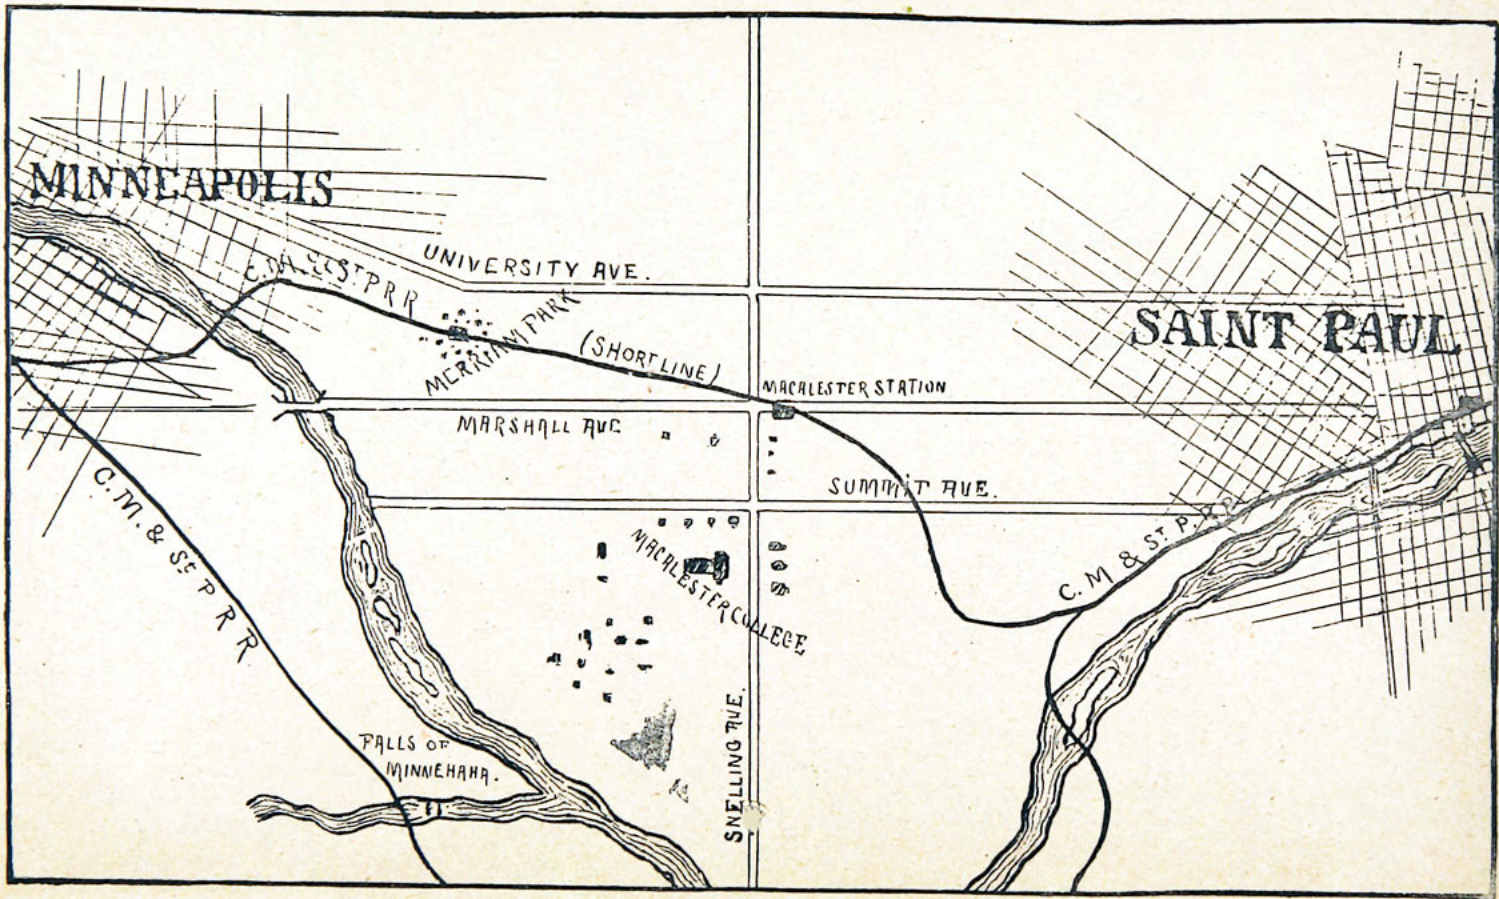 MINNEAPOLIS
UNIVERSITY AVE.
C. M. & ST. P R R
MERRIAM PARK
(SHORT LINE)
SAINT PAUL
MACALESTER STATION
MARSHALL AVE
SUMMIT AVE.
C. M. & St P R R
MACALESTER COLLEGE
C. M & ST P. R R
FALLS OF
MINNEHAHA.
SNELLING AVE.